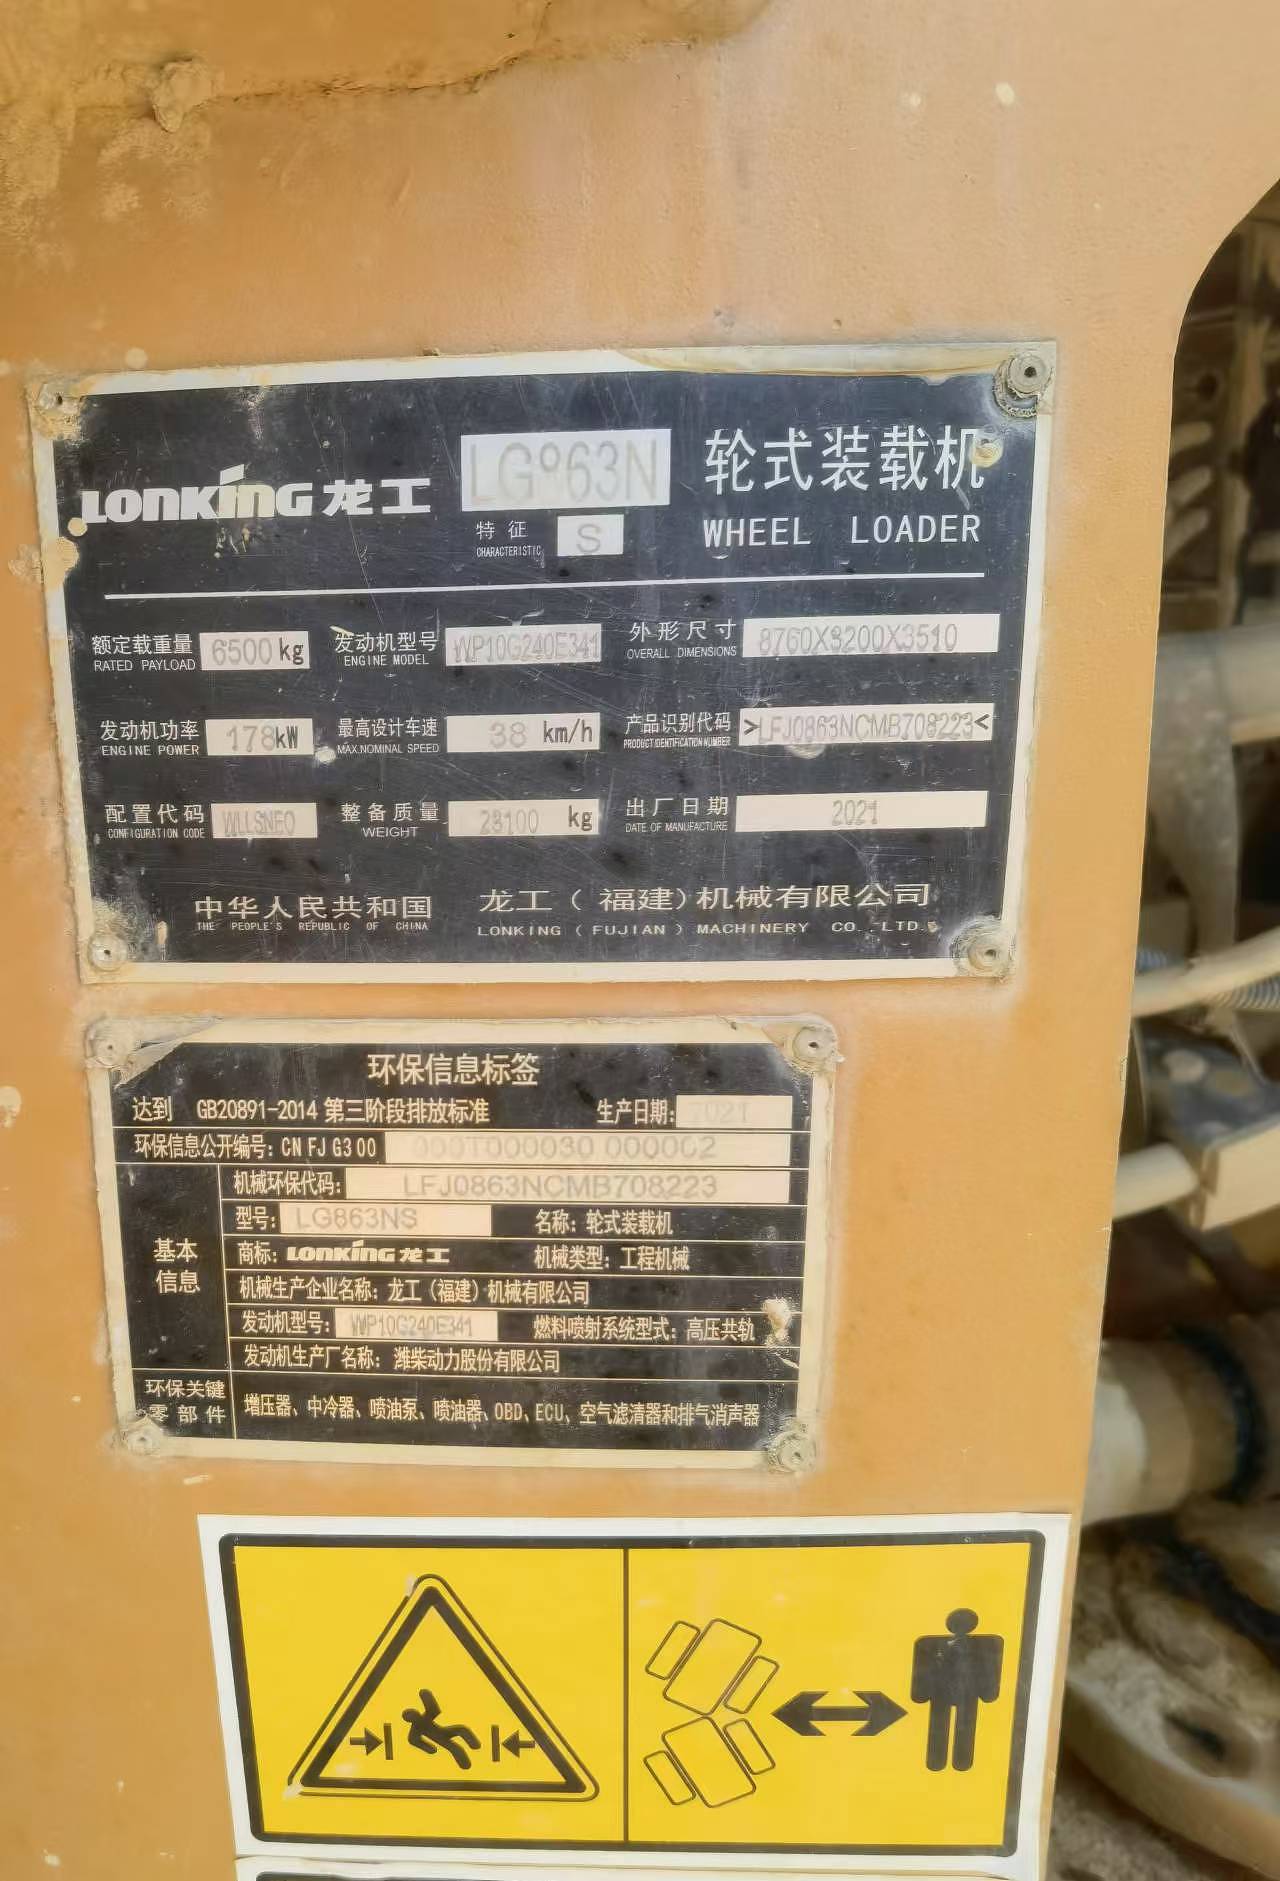 LONKING 龙工 LG863N 轮式装载机
特征 S WHEEL LOADER
CHARACTERISTIC
额定载重量 6500 kg 发动机型号 WP10G240E341 外形尺寸 8760X3200X3510
RATED PAYLOAD ENGINE MODEL OVERALL DIMENSIONS
发动机功率 178kW 最高设计车速 38 km/h 产品识别代码 >LFJ0863NCMB708223<
ENGINE POWER MAX.NOMINAL SPEED PRODUCT IDENTIFICATION NUMBER
配置代码 整备质量 23100 kg 出厂日期 2021
CONFIGURATION CODE WEIGHT DATE OF MANUFACTURE
中华人民共和国 龙工(福建)机械有限公司
THE PEOPLE'S REPUBLIC OF CHINA LONKING (FUJIAN) MACHINERY CO.,LTD.
环保信息标签
达到 GB20891-2014 第三阶段排放标准 生产日期: 2021
环保信息公开编号: CN FJ G3 00 000T000030 000002
机械环保代码: LFJ0863NCMB708223
型号: LG863NS 名称: 轮式装载机
基本信息
商标: LONKING 龙工 机械类型: 工程机械
机械生产企业名称: 龙工(福建)机械有限公司
发动机型号: WP10G240E341 燃料喷射系统型式: 高压共轨
发动机生产厂名称: 潍柴动力股份有限公司
环保关键零部件 增压器、中冷器、喷油泵、喷油器、OBD、ECU、空气滤清器和排气消声器